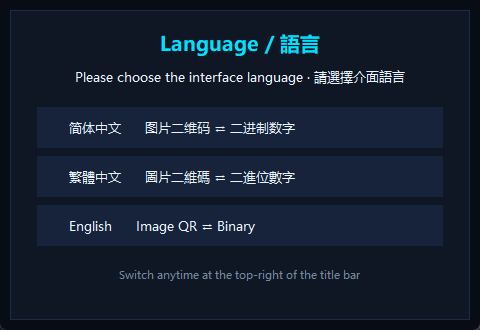 Language / 語言
Please choose the interface language · 請選擇介面語言
简体中文 图片二维码 ⇌ 二进制数字
繁體中文 圖片二維碼 ⇌ 二進位數字
English Image QR ⇌ Binary
Switch anytime at the top-right of the title bar